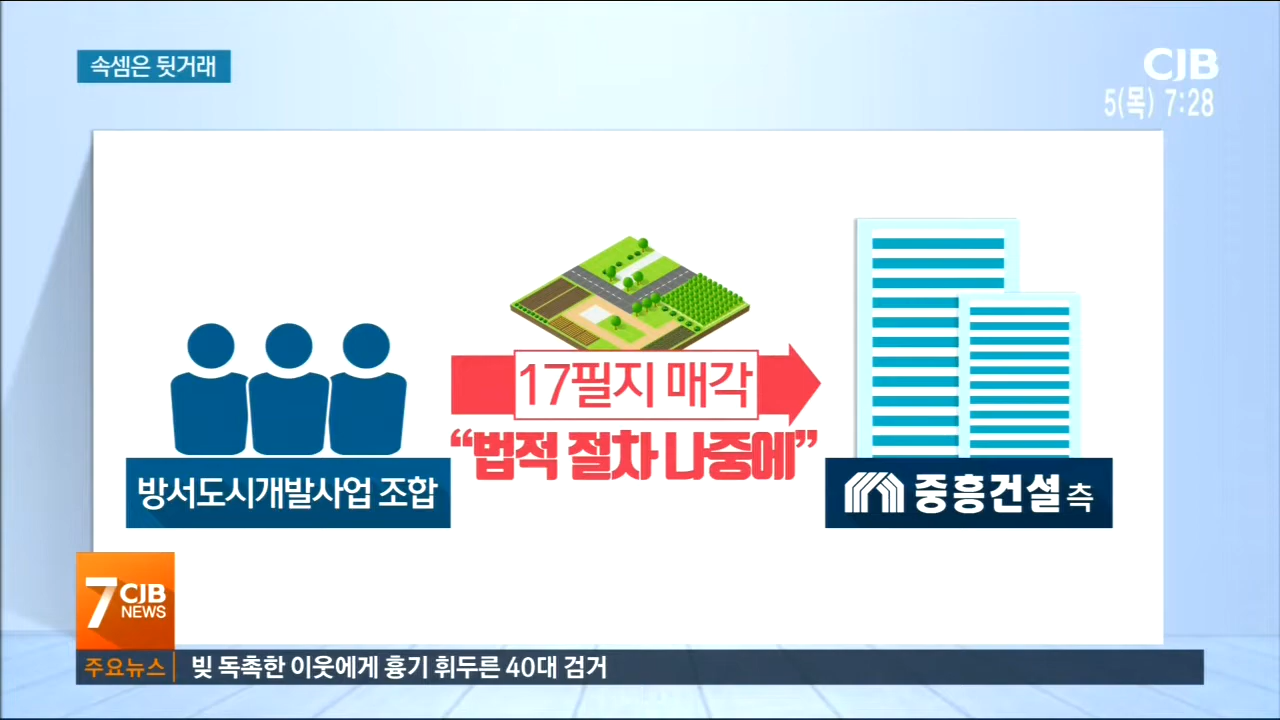 속셈은 뒷거래
CJB
5(목) 7:28
17필지 매각
“법적 절차 나중에”
방서도시개발사업 조합
중흥건설 측
7 CJB NEWS
주요뉴스 빚 독촉한 이웃에게 흉기 휘두른 40대 검거